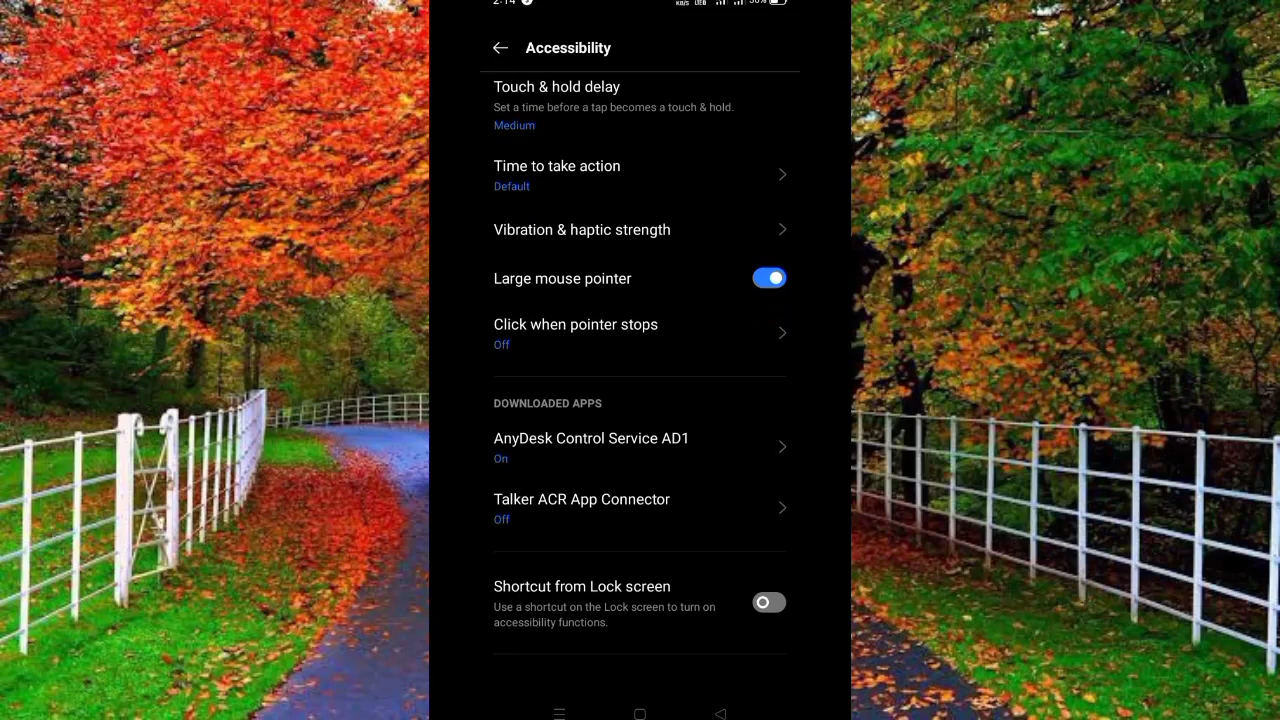 2:14
Accessibility
Touch & hold delay
Set a time before a tap becomes a touch & hold.
Medium
Time to take action
Default
Vibration & haptic strength
Large mouse pointer
Click when pointer stops
Off
DOWNLOADED APPS
AnyDesk Control Service AD1
On
Talker ACR App Connector
Off
Shortcut from Lock screen
Use a shortcut on the Lock screen to turn on
accessibility functions.